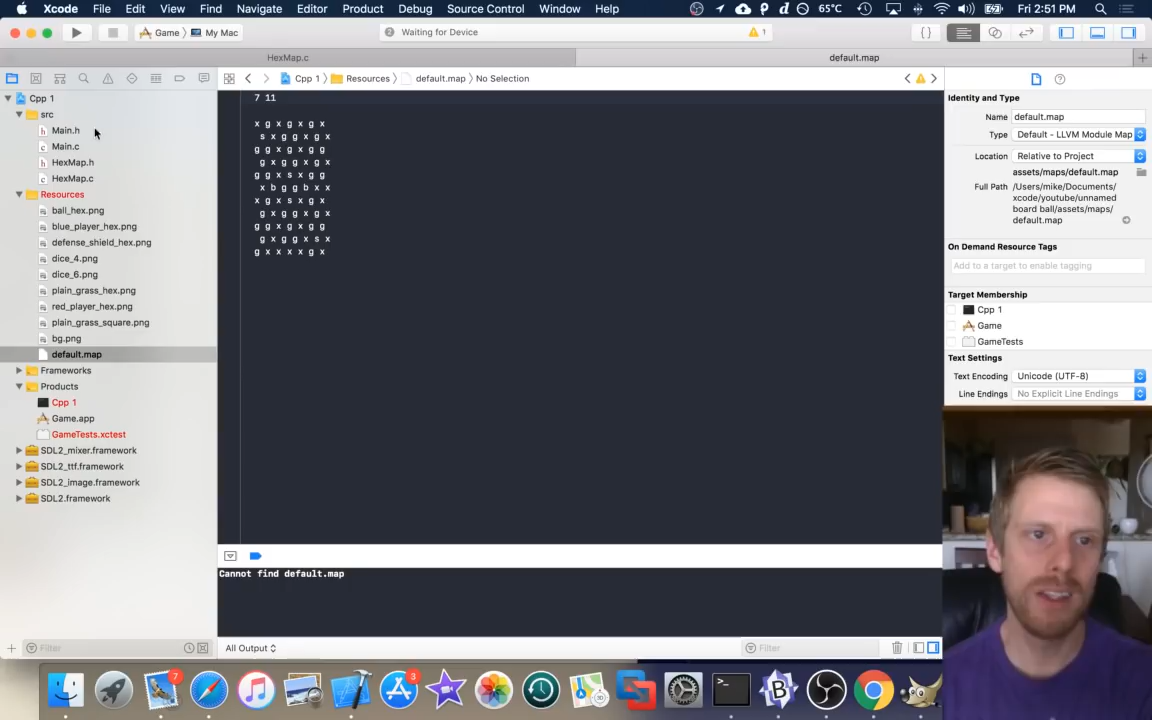 Xcode File Edit View Find Navigate Editor Product Debug Source Control Window Help 65°C Fri 2:51 PM
Game 〉 My Mac Waiting for Device 1
HexMap.c default.map
Cpp 1 〉 Resources 〉 default.map 〉 No Selection
Cpp 1
src
h Main.h
c Main.c
h HexMap.h
c HexMap.c
Resources
ball_hex.png
blue_player_hex.png
defense_shield_hex.png
dice_4.png
dice_6.png
plain_grass_hex.png
red_player_hex.png
plain_grass_square.png
bg.png
default.map
Frameworks
Products
Cpp 1
Game.app
GameTests.xctest
SDL2_mixer.framework
SDL2_ttf.framework
SDL2_image.framework
SDL2.framework
Filter
7 11
x g x g x g x
s x g g x g x
g g x g x g g
g x g g x g x
g g x s x g g
x b g g b x x
x g x s x g x
g x g g x g x
g g x g x g g
g x g g x s x
g x x x x g x
Cannot find default.map
All Output
Filter
Identity and Type
Name default.map
Type Default - LLVM Module Map
Location Relative to Project
assets/maps/default.map
Full Path /Users/mike/Documents/
xcode/youtube/unnamed
board ball/assets/maps/
default.map
On Demand Resource Tags
Add to a target to enable tagging
Target Membership
Cpp 1
Game
GameTests
Text Settings
Text Encoding Unicode (UTF-8)
Line Endings No Explicit Line Endings
7
3